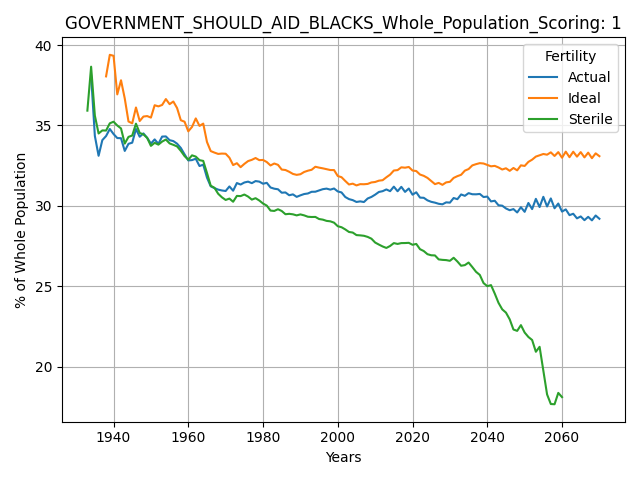 GOVERNMENT_SHOULD_AID_BLACKS_Whole_Population_Scoring: 1
% of Whole Population
40
35
30
25
20
Fertility
Actual
Ideal
Sterile
1940 1960 1980 2000 2020 2040 2060
Years